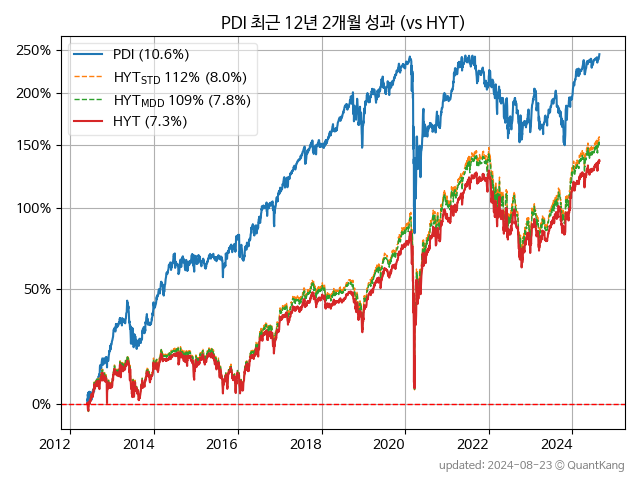 PDI 최근 12년 2개월 성과 (vs HYT)
PDI (10.6%)
HYT_STD 112% (8.0%)
HYT_MDD 109% (7.8%)
HYT (7.3%)
250%
200%
150%
100%
50%
0%
2012 2014 2016 2018 2020 2022 2024
updated: 2024-08-23 ⓒ QuantKang